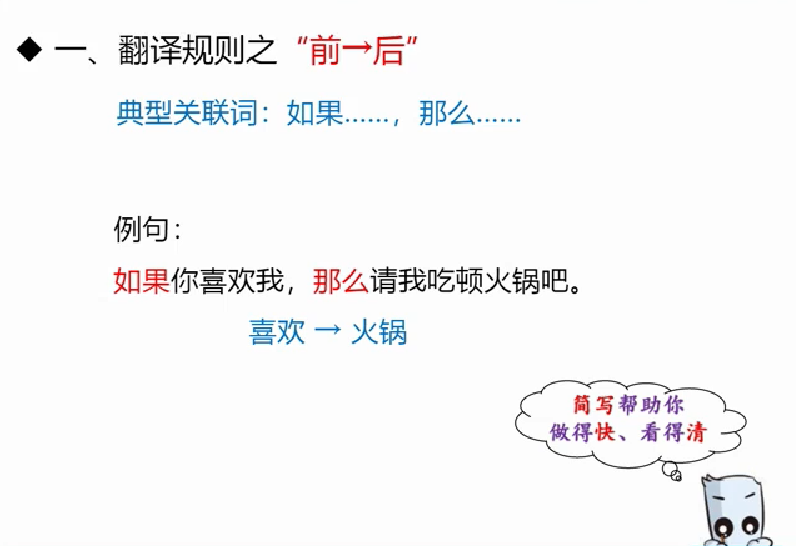 ◆ 一、翻译规则之“前→后”
典型关联词：如果……，那么……
例句：
如果你喜欢我，那么请我吃顿火锅吧。
喜欢 → 火锅
简写帮助你
做得快、看得清